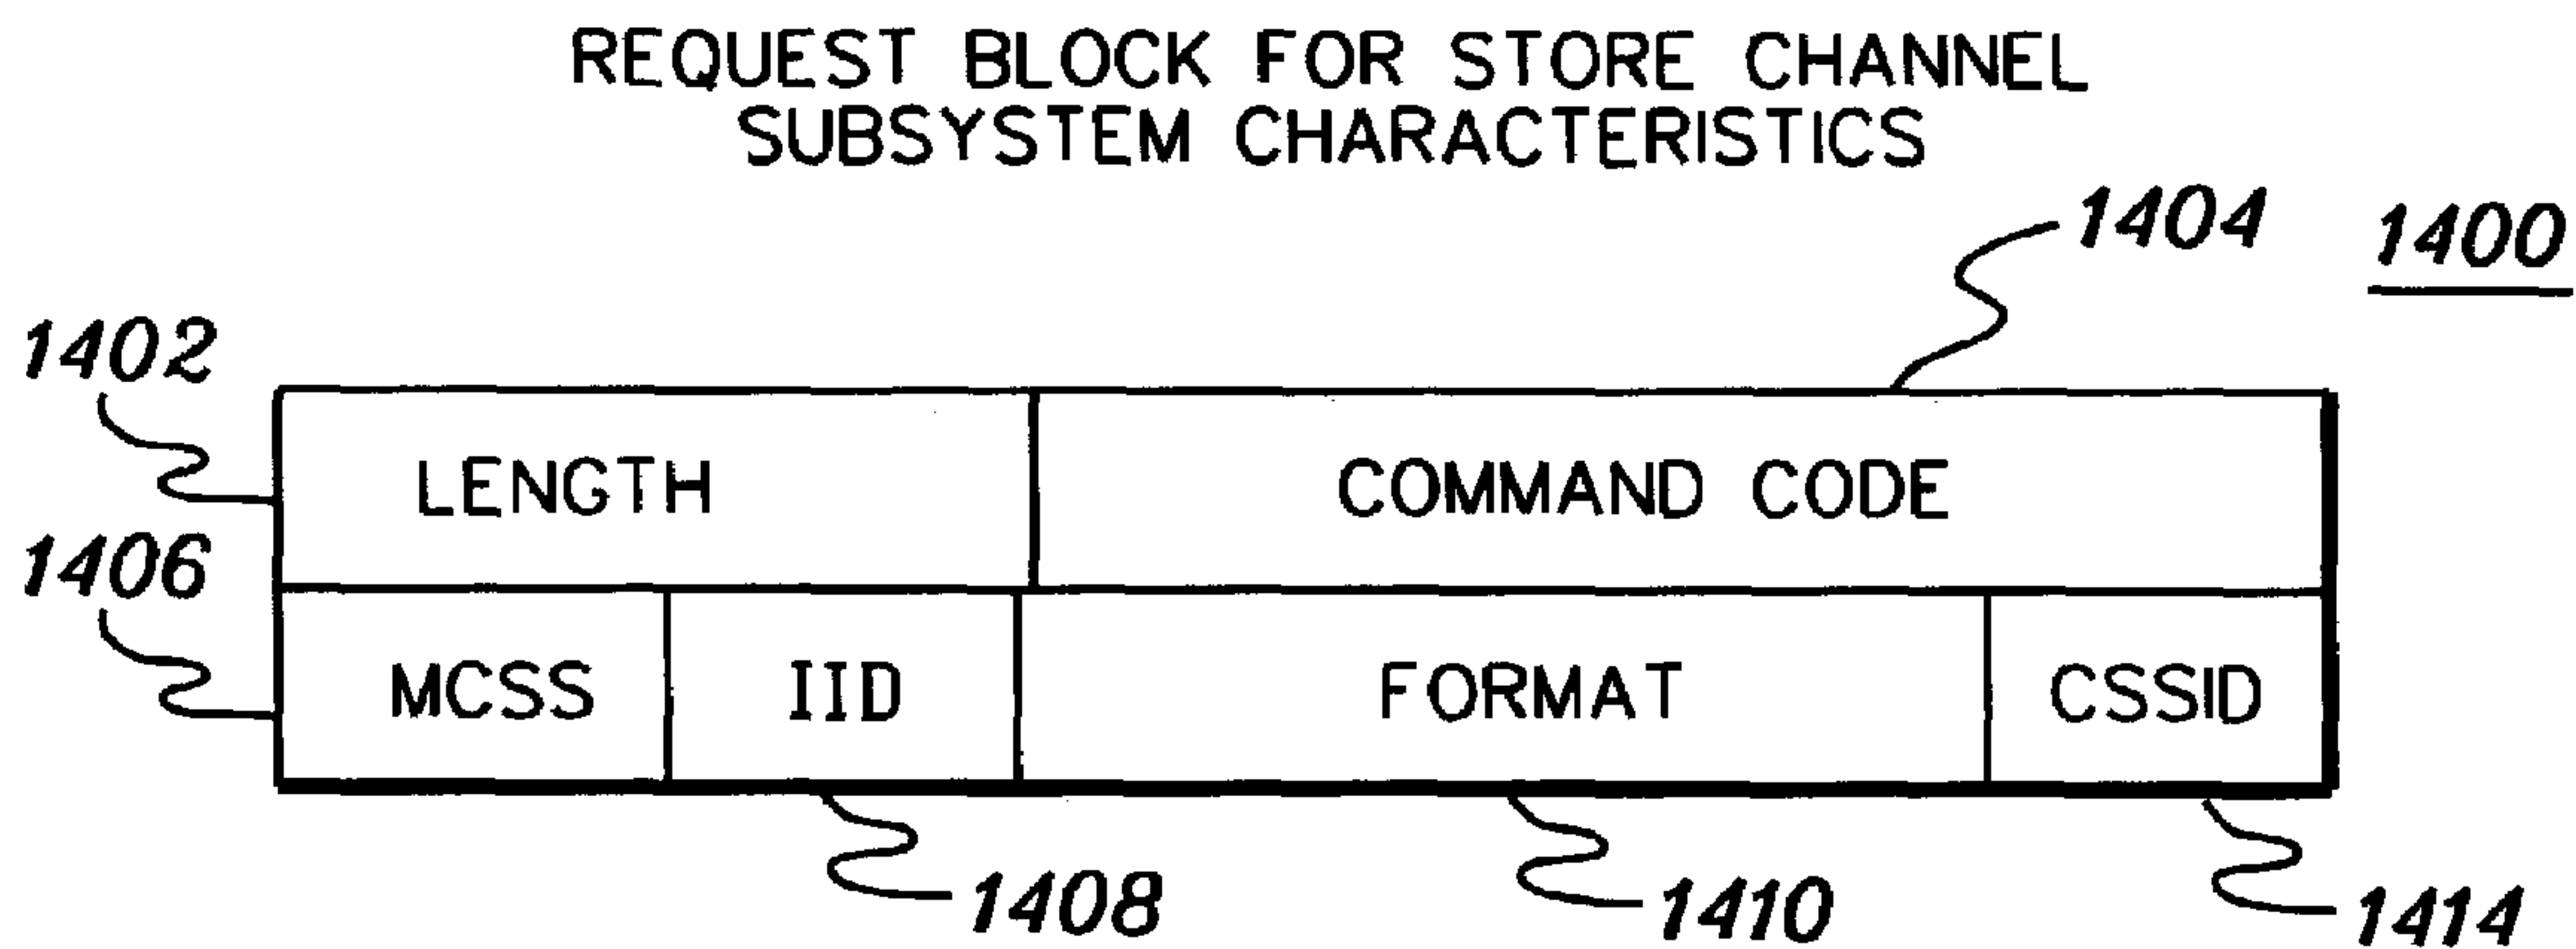 REQUEST BLOCK FOR STORE CHANNEL
SUBSYSTEM CHARACTERISTICS
1404
1400
1402
LENGTH COMMAND CODE
1406
MCSS IID FORMAT CSSID
1408 1410 1414